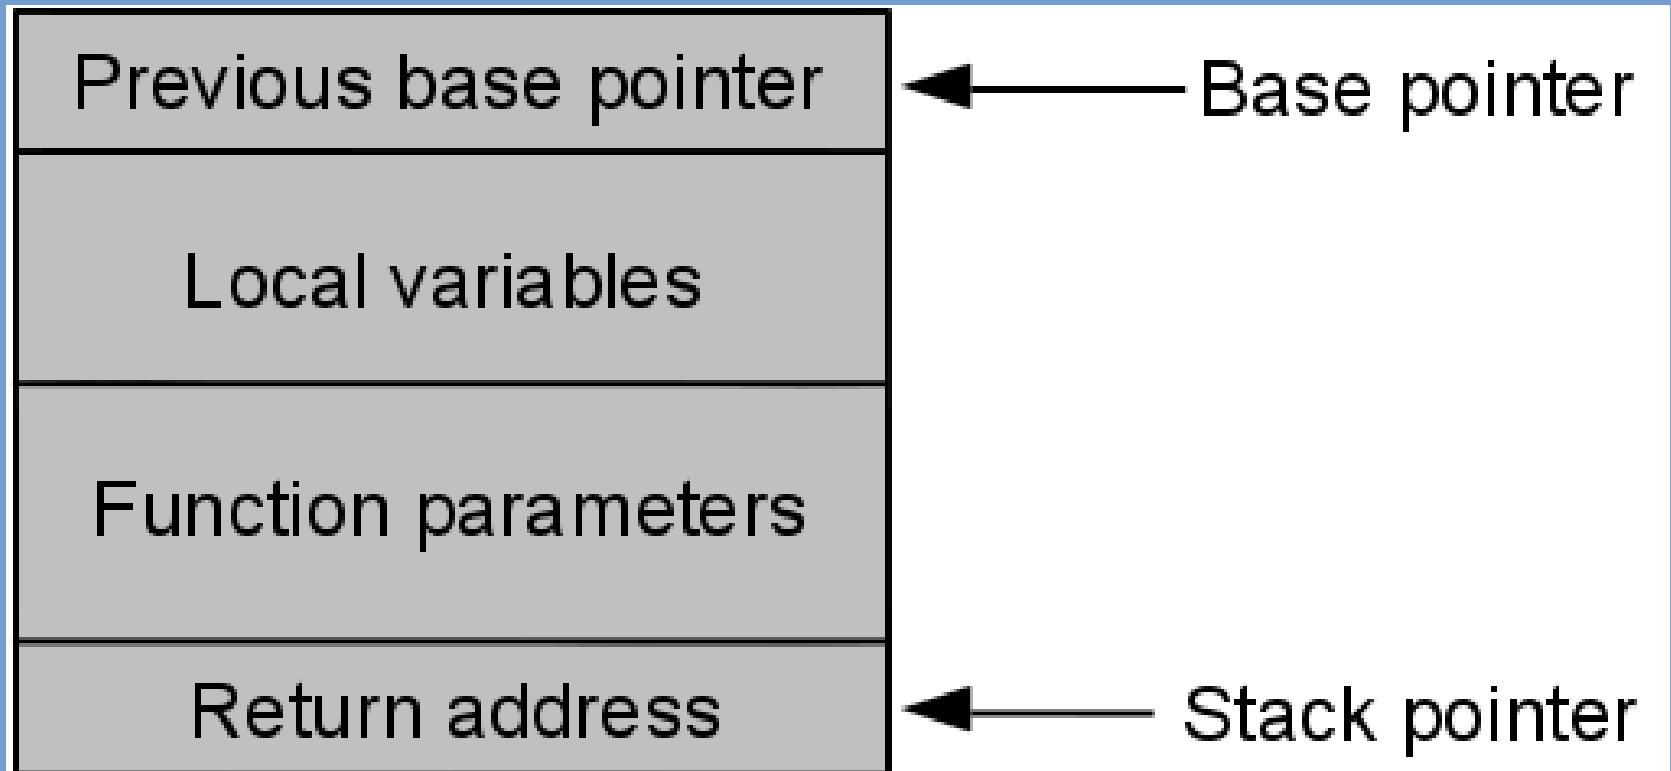 Previous base pointer
Base pointer
Local variables
Function parameters
Return address
Stack pointer